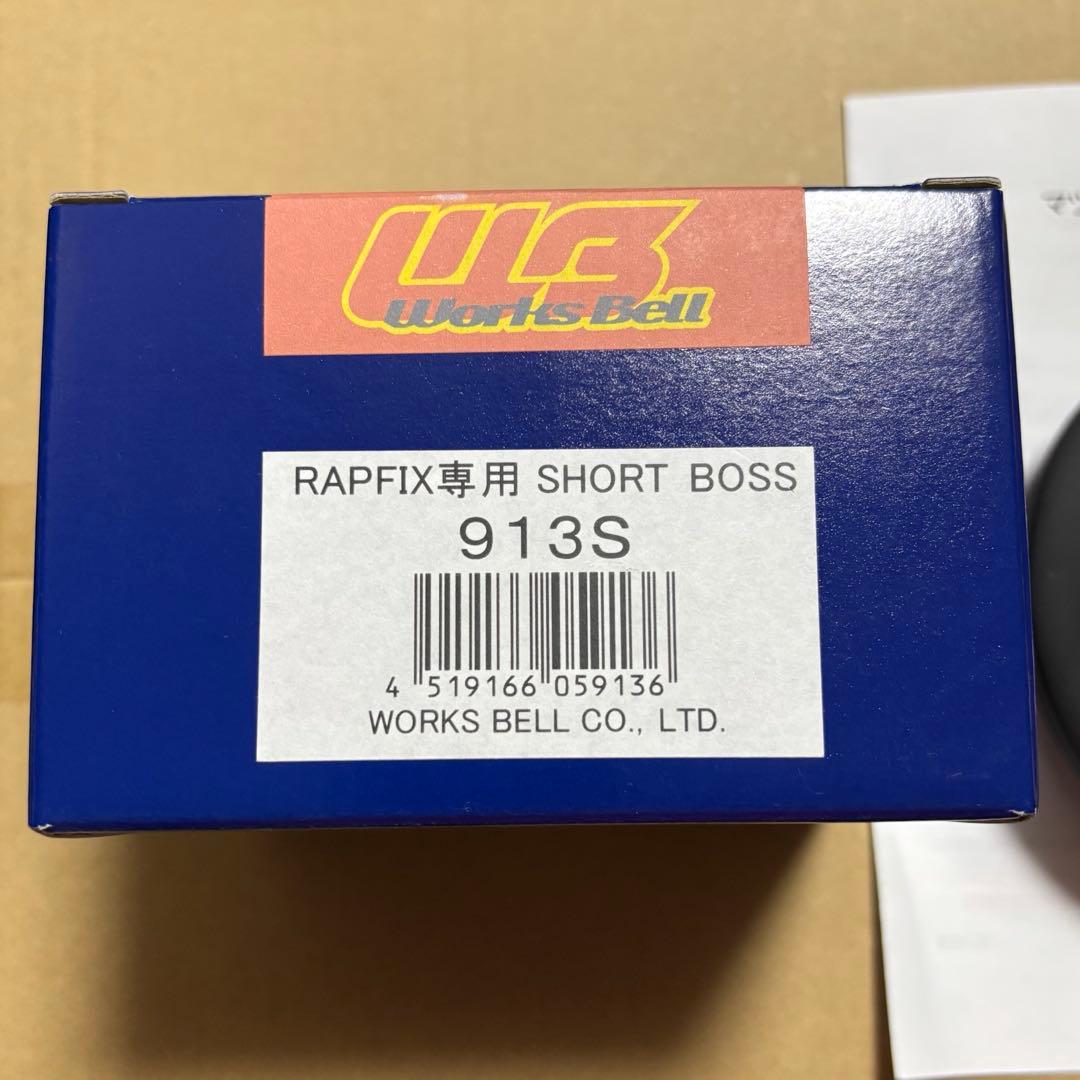 WB
Works Bell
RAPFIX専用 SHORT BOSS
913S
4 519166 059136
WORKS BELL CO., LTD.